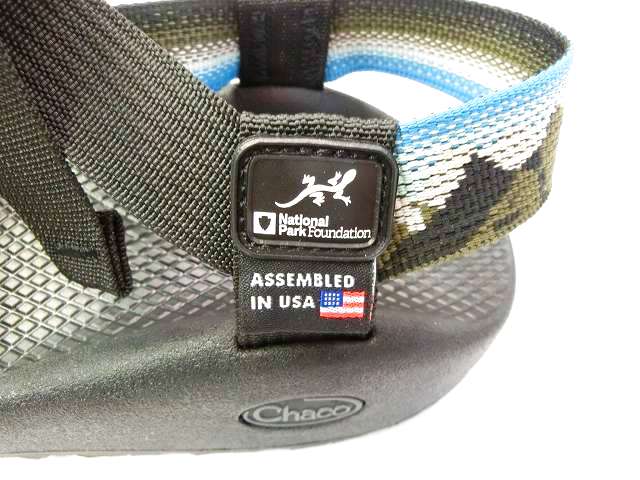 National
Park Foundation
ASSEMBLED
IN USA
Chaco